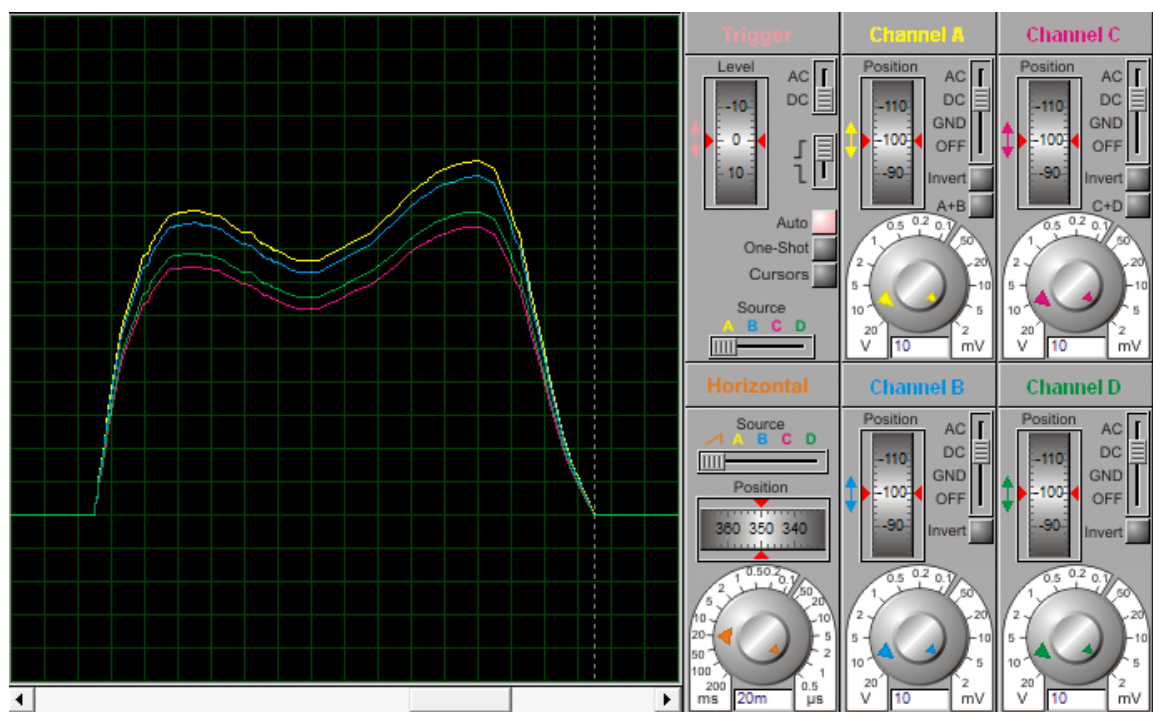 Trigger
Level
-10
0
10
AC
DC
Auto
One-Shot
Cursors
Source
A B C D
Channel A
Position
-110
-100
-90
AC
DC
GND
OFF
Invert
A+B
20 10 5 2 1 0.5 0.2 0.1 50 20 10 5 2
V 10 mV
Channel C
Position
-110
-100
-90
AC
DC
GND
OFF
Invert
C+D
20 10 5 2 1 0.5 0.2 0.1 50 20 10 5 2
V 10 mV
Horizontal
Source
A B C D
Position
360 350 340
200 100 50 20 10 5 2 1 0.5 0.2 0.1 50 20 10 5 2 1 0.5
ms 20m µs
Channel B
Position
-110
-100
-90
AC
DC
GND
OFF
Invert
20 10 5 2 1 0.5 0.2 0.1 50 20 10 5 2
V 10 mV
Channel D
Position
-110
-100
-90
AC
DC
GND
OFF
Invert
20 10 5 2 1 0.5 0.2 0.1 50 20 10 5 2
V 10 mV